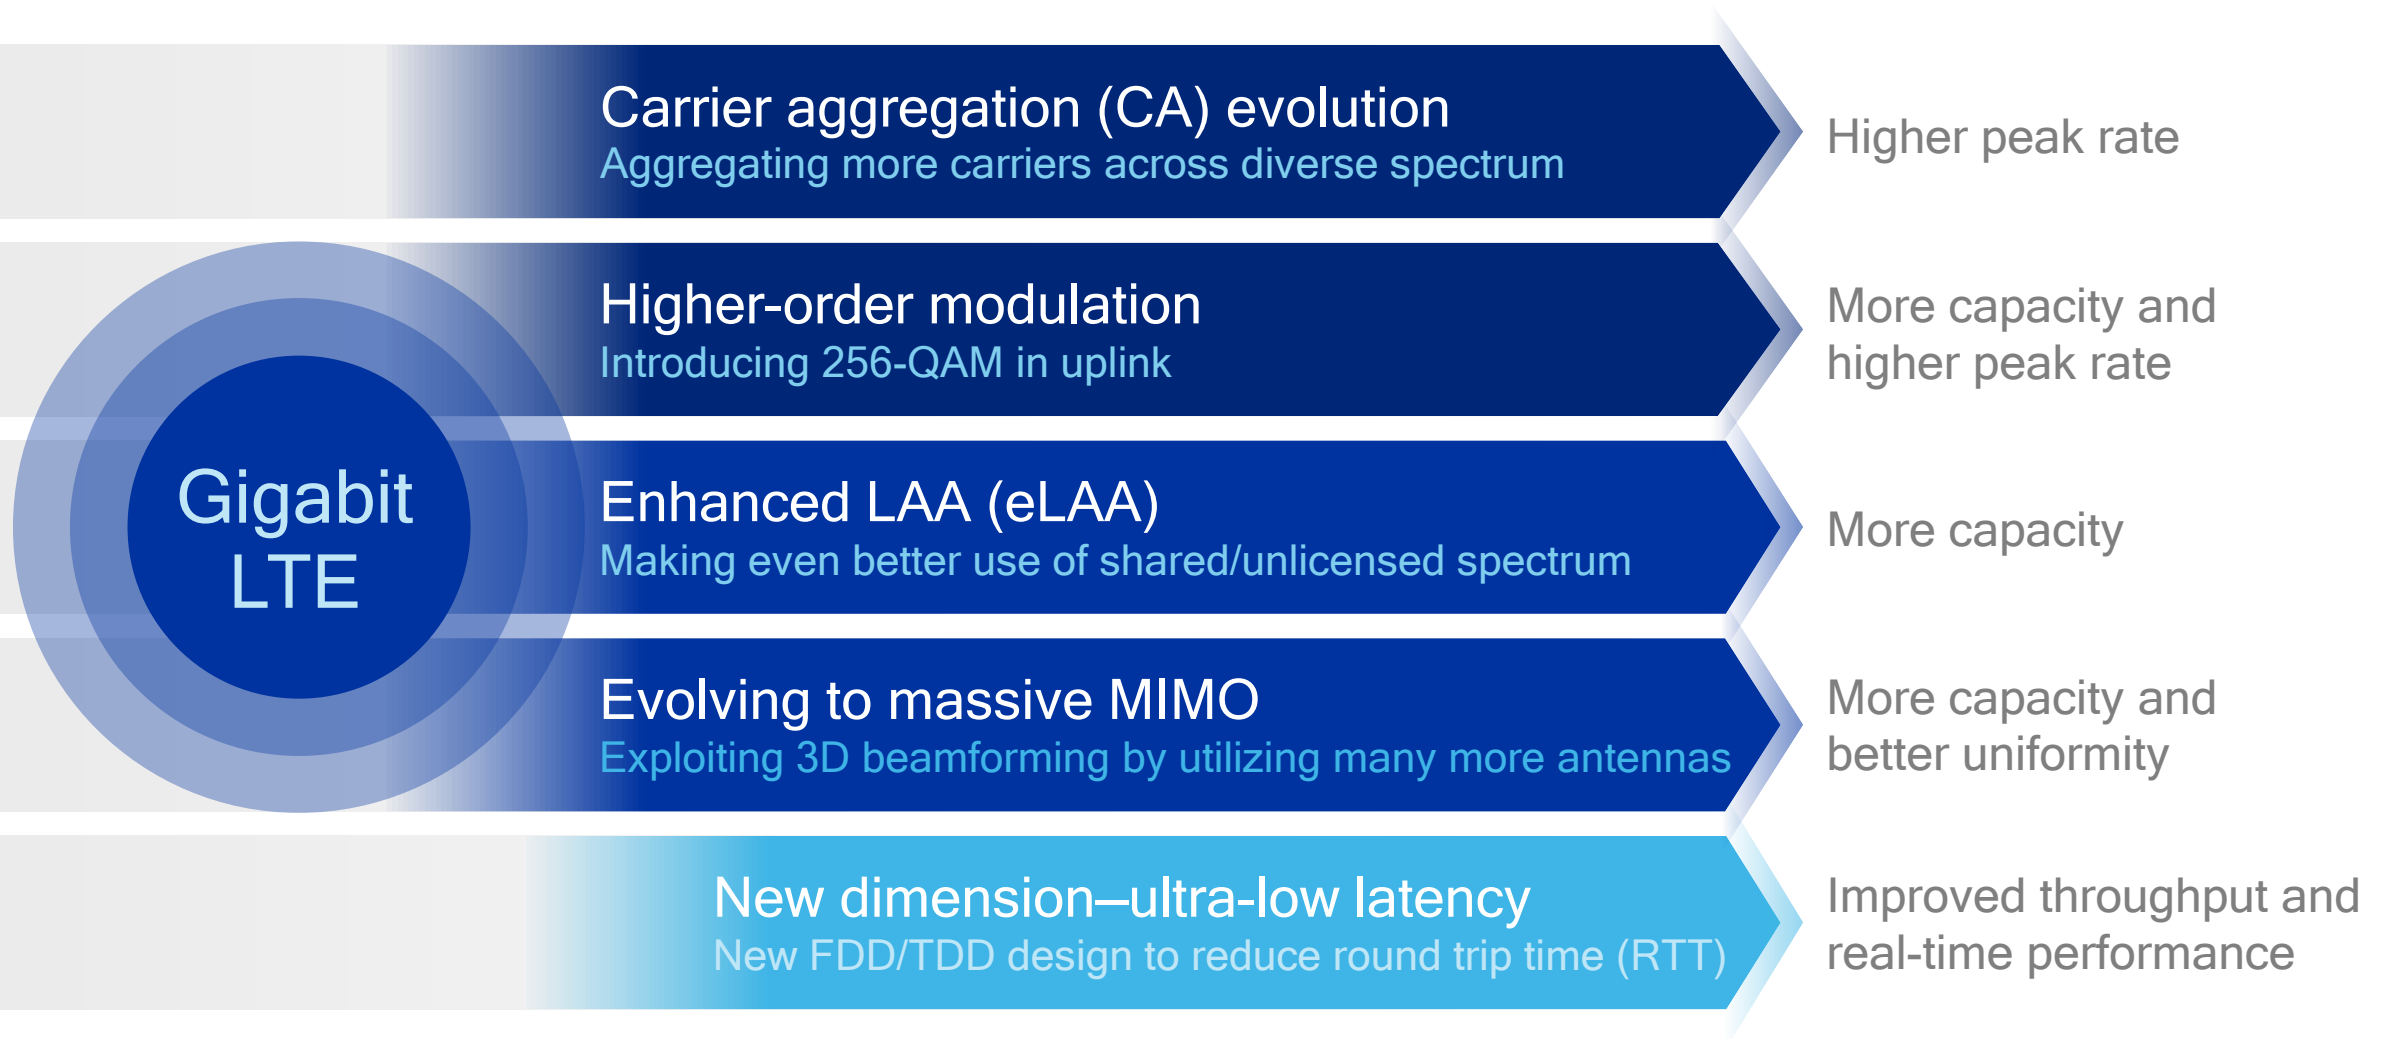 Carrier aggregation (CA) evolution
Aggregating more carriers across diverse spectrum
Higher peak rate
Higher-order modulation
Introducing 256-QAM in uplink
More capacity and
higher peak rate
Gigabit
LTE
Enhanced LAA (eLAA)
Making even better use of shared/unlicensed spectrum
More capacity
Evolving to massive MIMO
Exploiting 3D beamforming by utilizing many more antennas
More capacity and
better uniformity
New dimension—ultra-low latency
New FDD/TDD design to reduce round trip time (RTT)
Improved throughput and
real-time performance